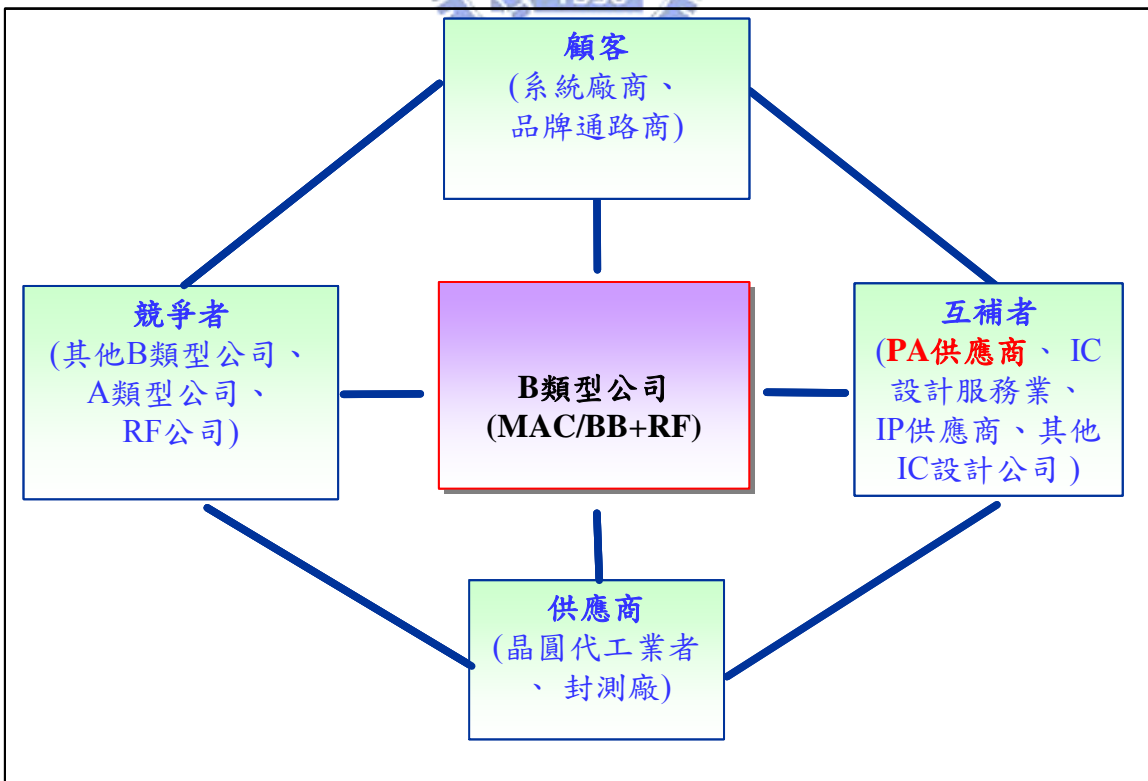 顧客
(系統廠商、
品牌通路商)
競爭者
(其他B類型公司、
A類型公司、
RF公司)
B類型公司
(MAC/BB+RF)
互補者
(PA供應商、 IC
設計服務業、
IP供應商、其他
IC設計公司 )
供應商
(晶圓代工業者
、 封測廠)